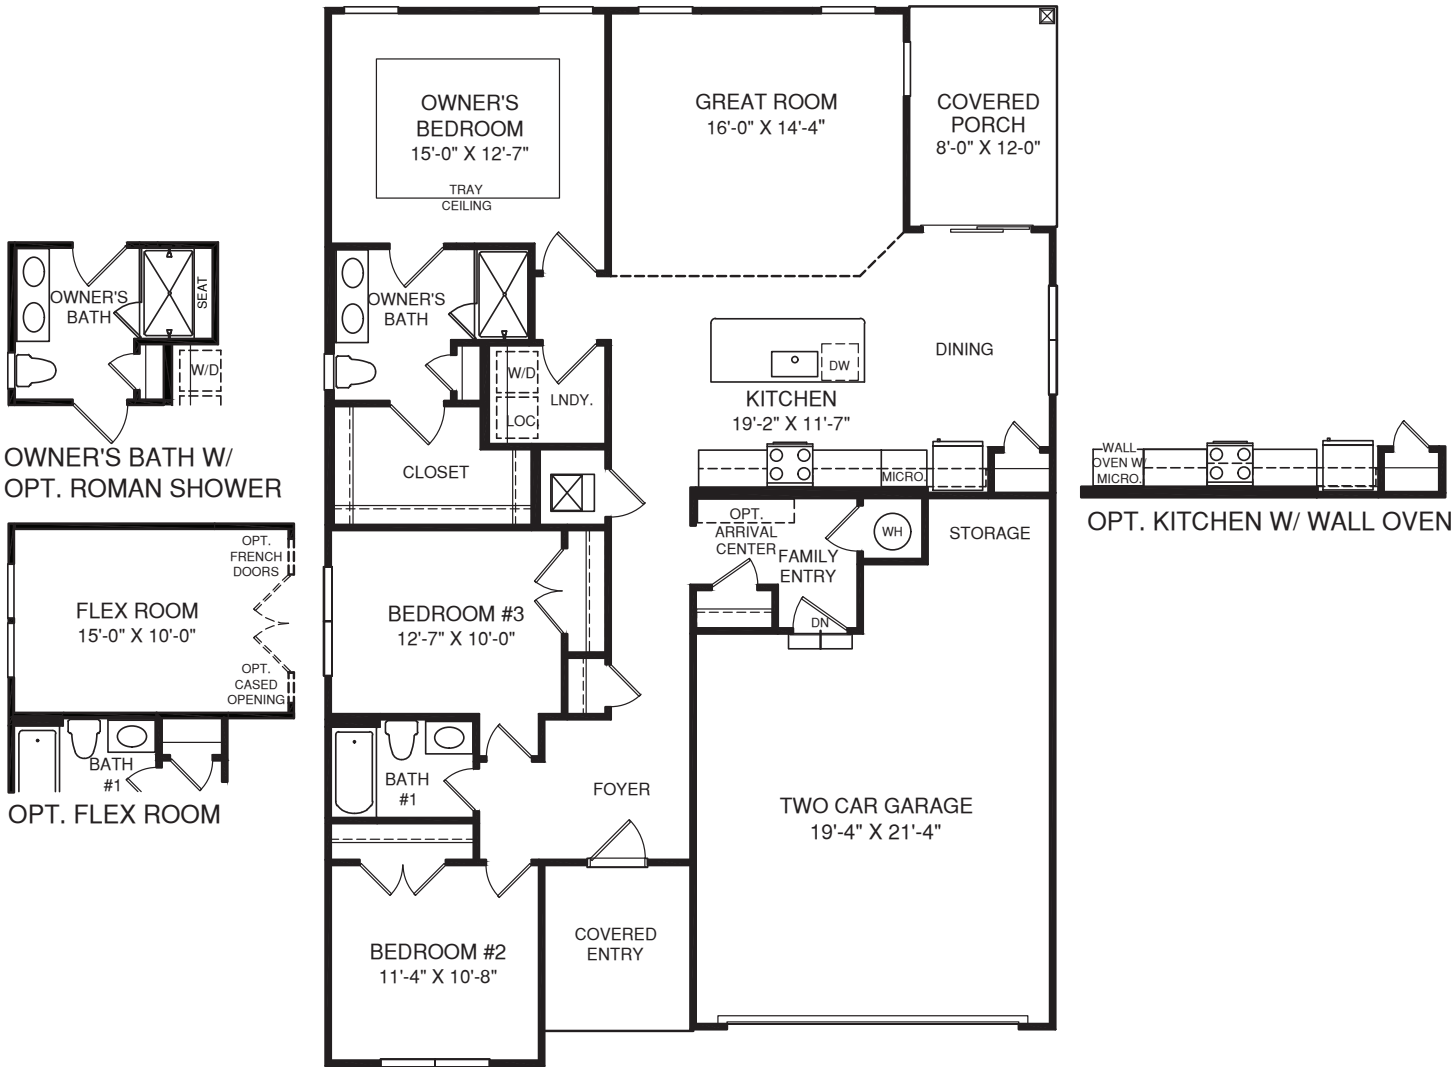 OWNER'S
BEDROOM
15'-0" X 12'-7"
TRAY
CEILING
GREAT ROOM
16'-0" X 14'-4"
COVERED
PORCH
8'-0" X 12'-0"
OWNER'S
BATH
SEAT
W/D
OWNER'S BATH W/
OPT. ROMAN SHOWER
OWNER'S
BATH
W/D
LOC.
LNDY.
CLOSET
DW
KITCHEN
19'-2" X 11'-7"
DINING
MICRO.
WALL
OVEN W/
MICRO.
OPT. KITCHEN W/ WALL OVEN
OPT.
ARRIVAL
CENTER
FAMILY
ENTRY
WH
STORAGE
DN
OPT.
FRENCH
DOORS
FLEX ROOM
15'-0" X 10'-0"
OPT.
CASED
OPENING
BATH
#1
OPT. FLEX ROOM
BEDROOM #3
12'-7" X 10'-0"
BATH
#1
FOYER
TWO CAR GARAGE
19'-4" X 21'-4"
BEDROOM #2
11'-4" X 10'-8"
COVERED
ENTRY